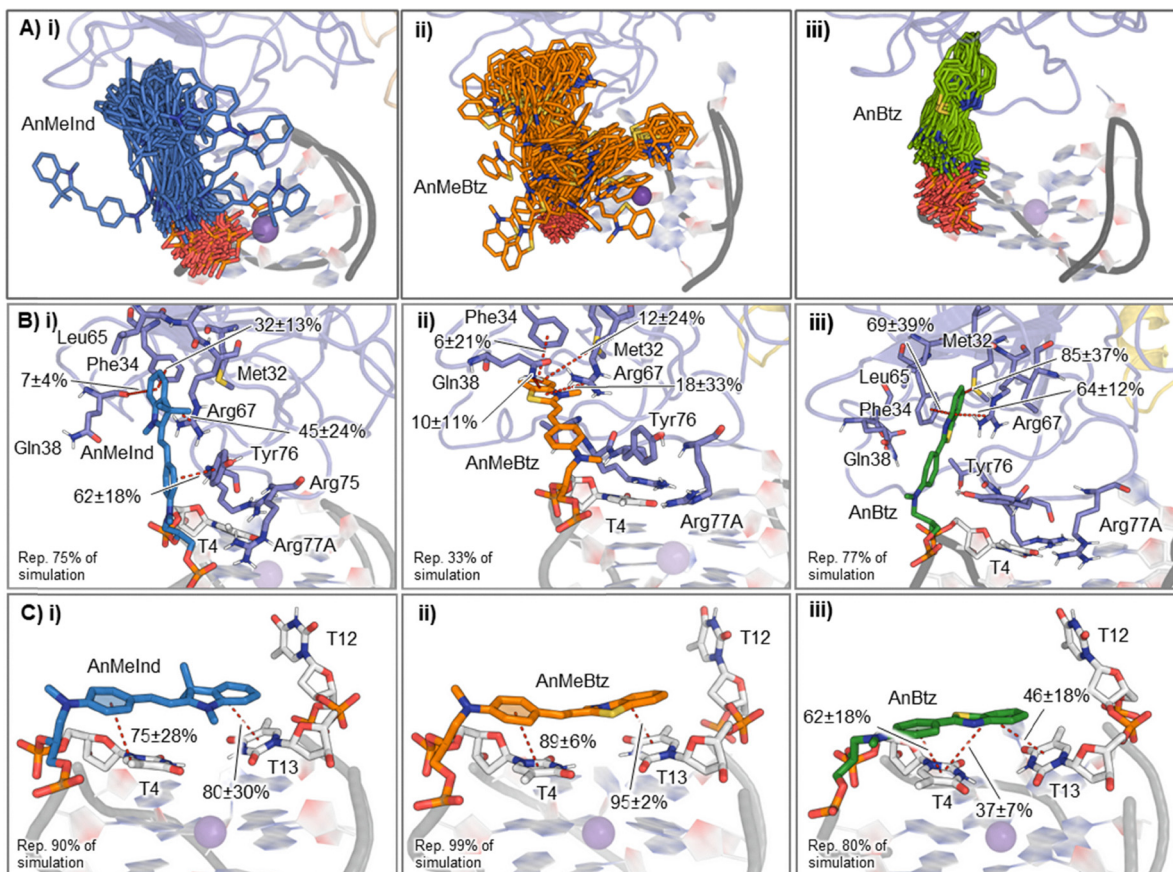 A) i)
AnMeInd
ii)
AnMeBtz
iii)
AnBtz
B) i)
Leu65
32±13%
Phe34
7±4%
Met32
Arg67
Gln38
AnMeInd
45±24%
Tyr76
62±18%
Arg75
T4
Arg77A
Rep. 75% of
simulation
ii)
Phe34
12±24%
6±21%
Met32
Gln38
Arg67
18±33%
10±11%
Tyr76
AnMeBtz
T4
Arg77A
Rep. 33% of
simulation
iii)
69±39%
Met32
85±37%
Leu65
64±12%
Phe34
Arg67
Gln38
Tyr76
AnBtz
Arg77A
T4
Rep. 77% of
simulation
C) i)
T12
AnMeInd
75±28%
T4
T13
80±30%
Rep. 90% of
simulation
ii)
T12
AnMeBtz
89±6%
T4
T13
95±2%
Rep. 99% of
simulation
iii)
T12
AnBtz
46±18%
62±18%
T4
T13
37±7%
Rep. 80% of
simulation